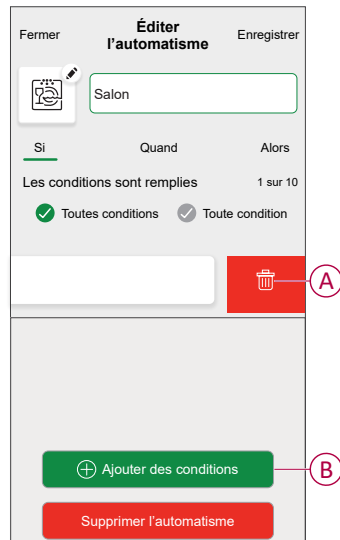 Fermer
Éditer
l'automatisme
Enregistrer
Salon
Si
Quand
Alors
Les conditions sont remplies
1 sur 10
Toutes conditions
Toute condition
A
Ajouter des conditions
B
Supprimer l'automatisme